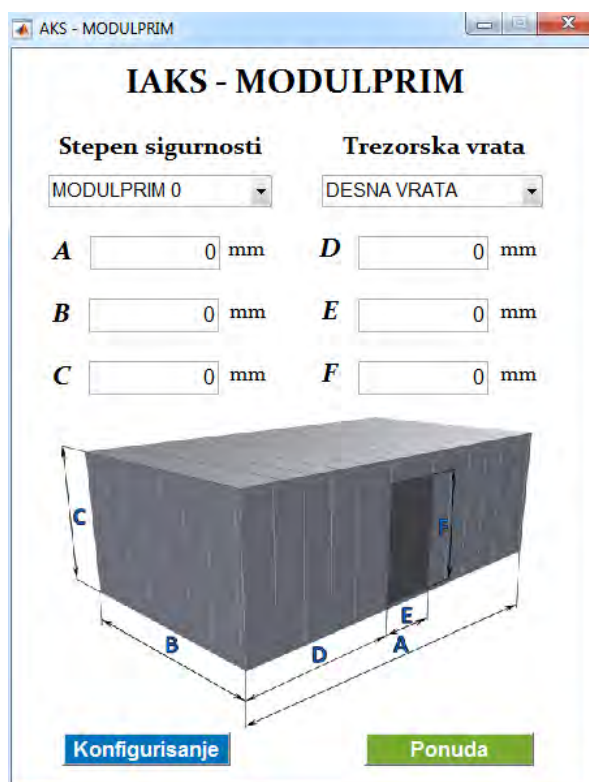 AKS - MODULPRIM
IAKS - MODULPRIM
Stepen sigurnosti Trezorska vrata
MODULPRIM 0 DESNA VRATA
A 0 mm D 0 mm
B 0 mm E 0 mm
C 0 mm F 0 mm
C
F
E
B
D
A
Konfigurisanje Ponuda